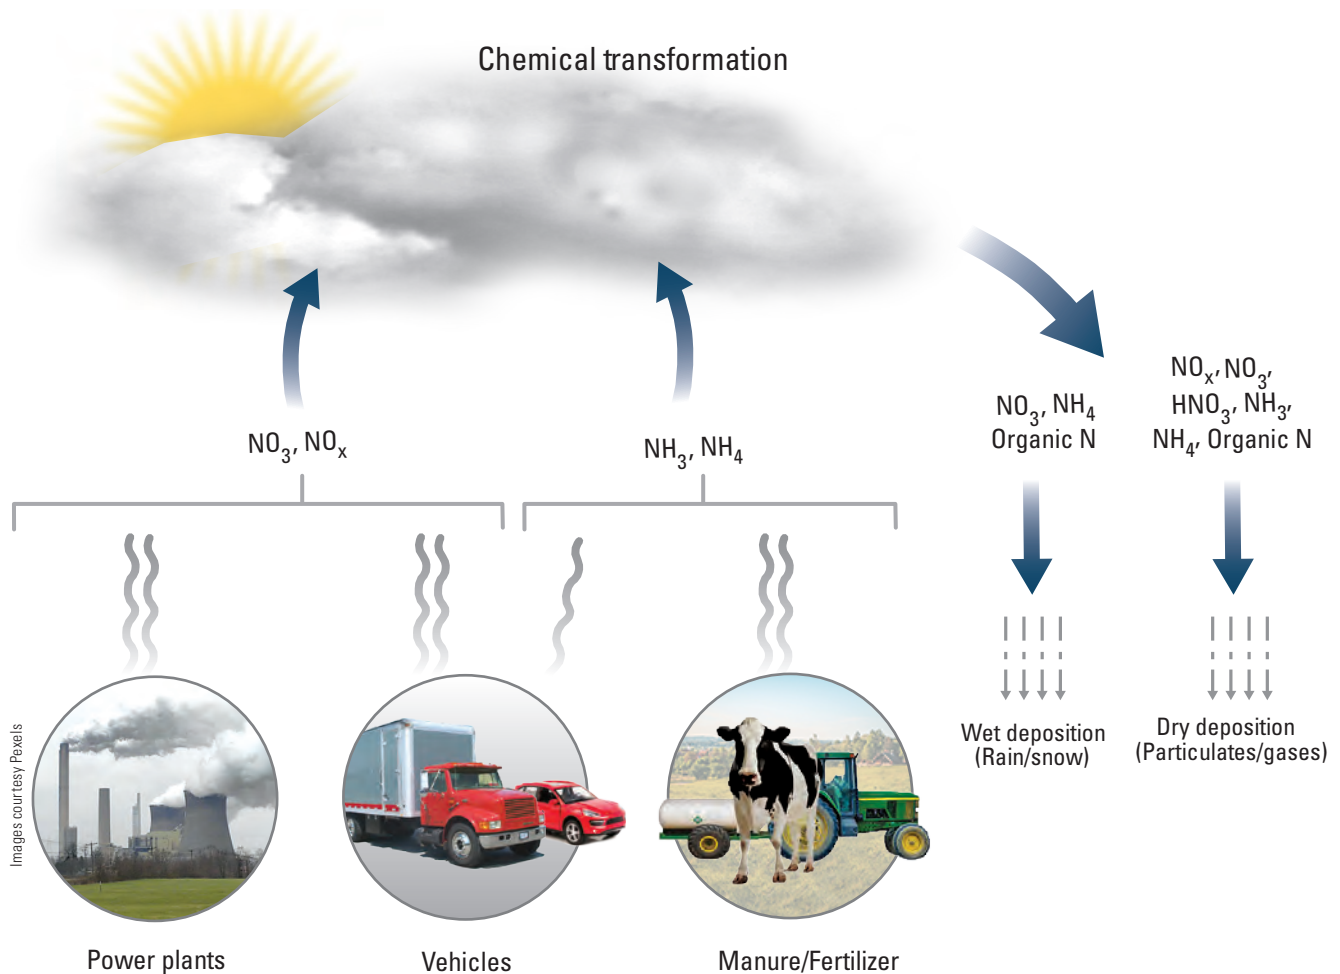 Chemical transformation
NOₓ, NO₃,
HNO₃, NH₃,
NH₄, Organic N
NO₃, NH₄
Organic N
NO₃, NOₓ
NH₃, NH₄
Wet deposition
(Rain/snow)
Dry deposition
(Particulates/gases)
Images courtesy Pexels
Power plants
Vehicles
Manure/Fertilizer